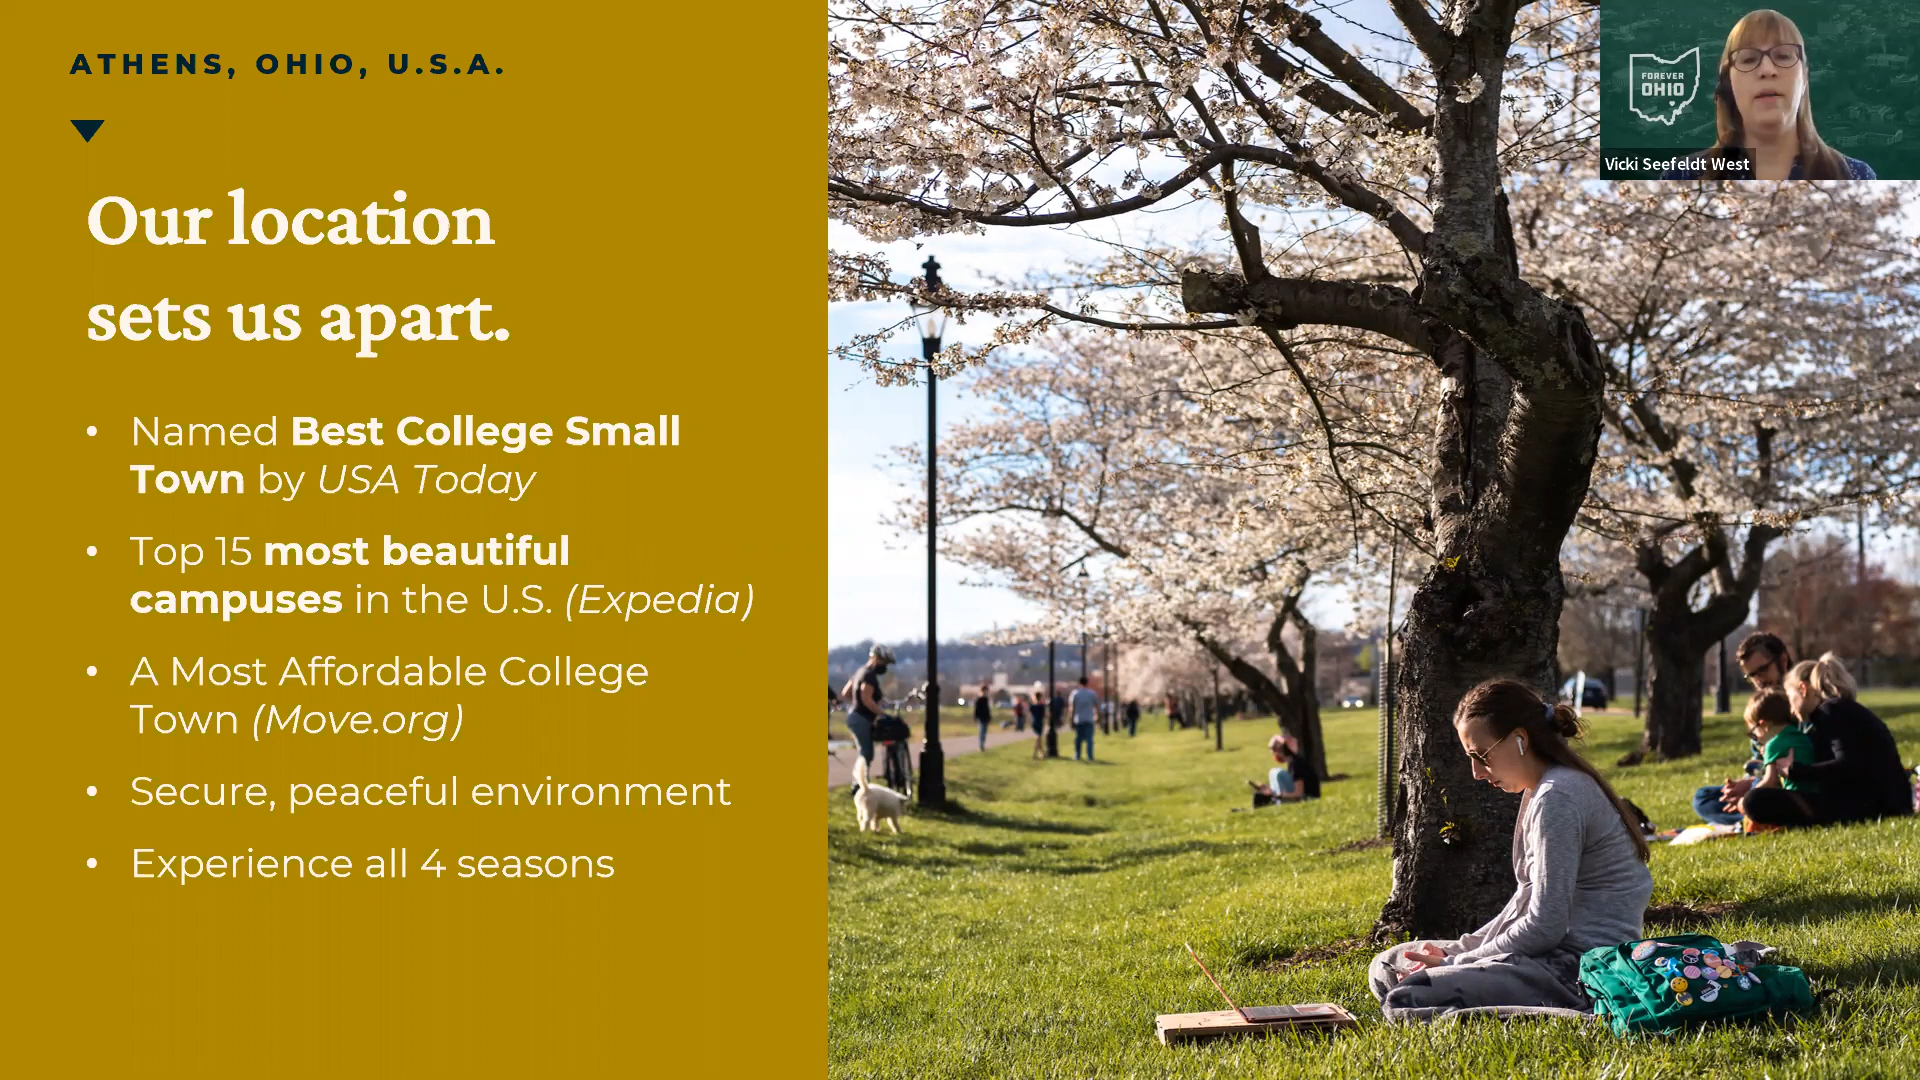 ATHENS, OHIO, U.S.A.
Our location
sets us apart.
• Named Best College Small
Town by USA Today
• Top 15 most beautiful
campuses in the U.S. (Expedia)
• A Most Affordable College
Town (Move.org)
• Secure, peaceful environment
• Experience all 4 seasons
FOREVER
OHIO
Vicki Seefeldt West